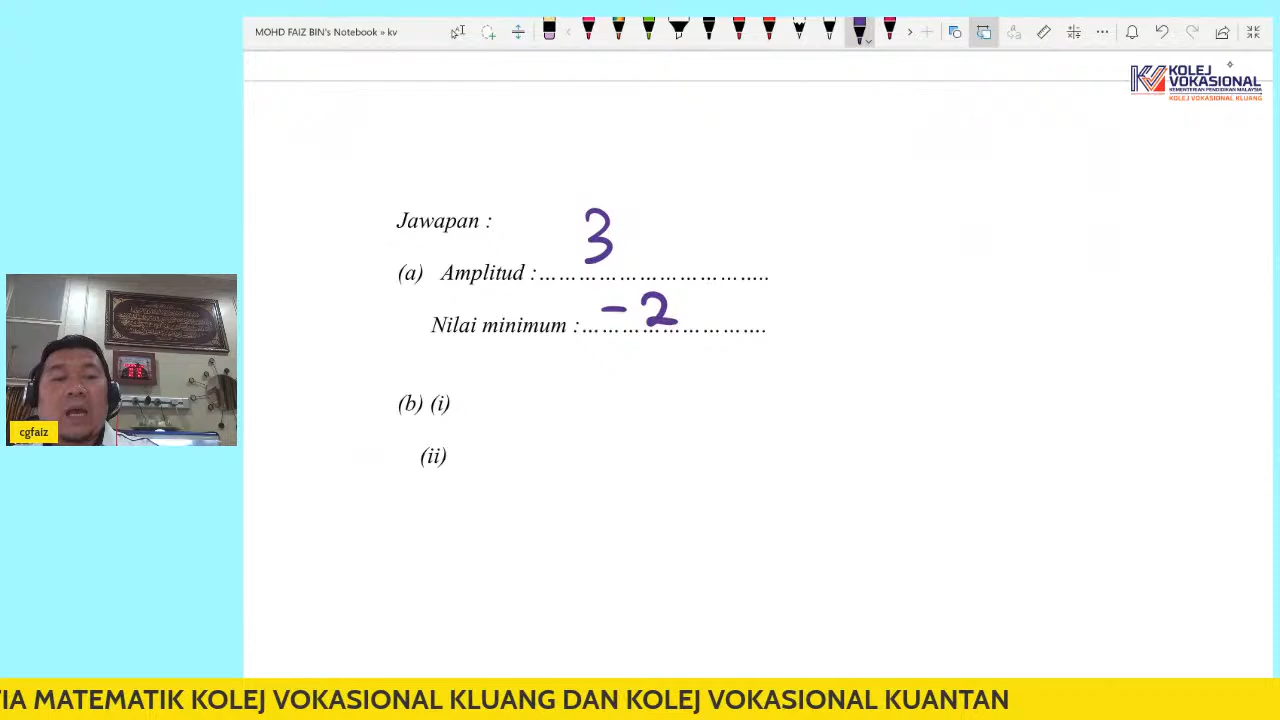 MOHD FAIZ BIN's Notebook » kv
KOLEJ
VOKASIONAL
KEMENTERIAN PENDIDIKAN MALAYSIA
KOLEJ VOKASIONAL KLUANG
Jawapan :
3
(a) Amplitud :………………………………..
-2
Nilai minimum :……………………….
(b) (i)
(ii)
cgfaiz
TIA MATEMATIK KOLEJ VOKASIONAL KLUANG DAN KOLEJ VOKASIONAL KUANTAN